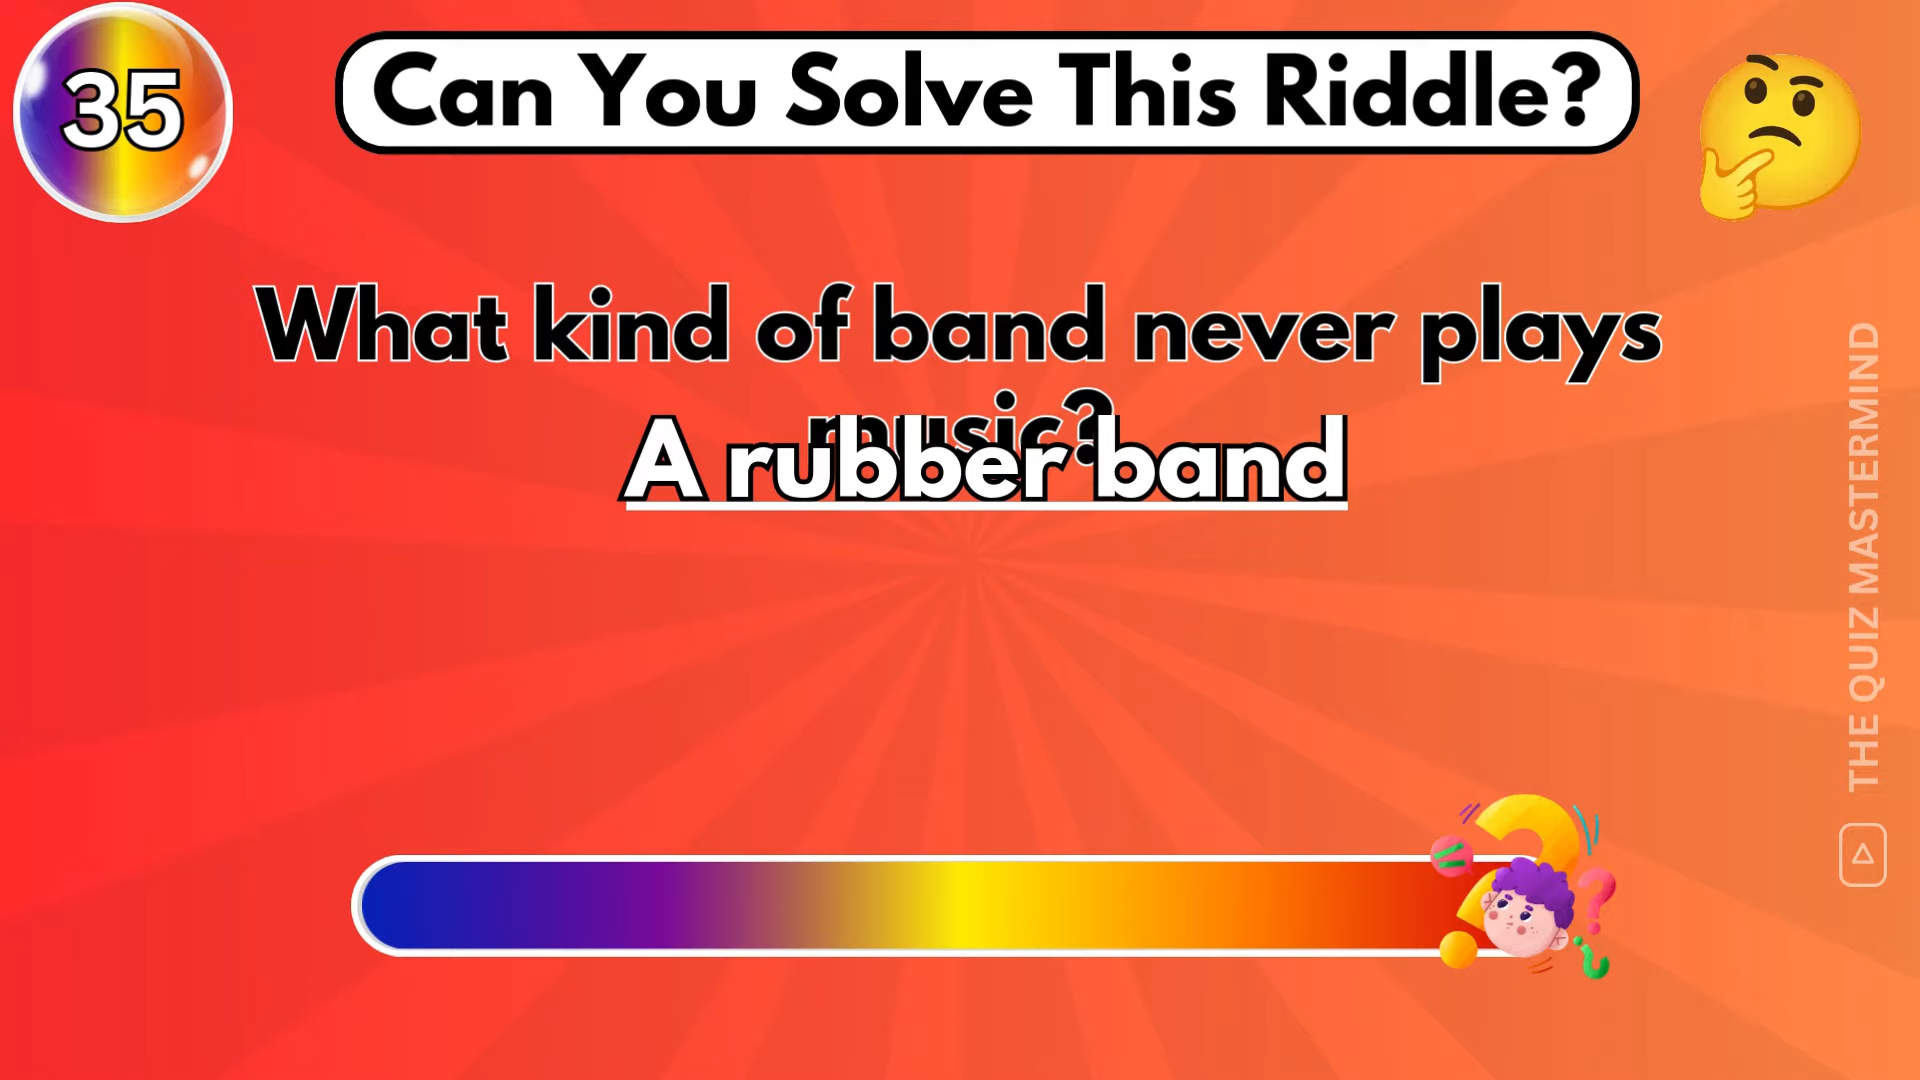 35
Can You Solve This Riddle?
What kind of band never plays
music?
A rubber band
THE QUIZ MASTERMIND